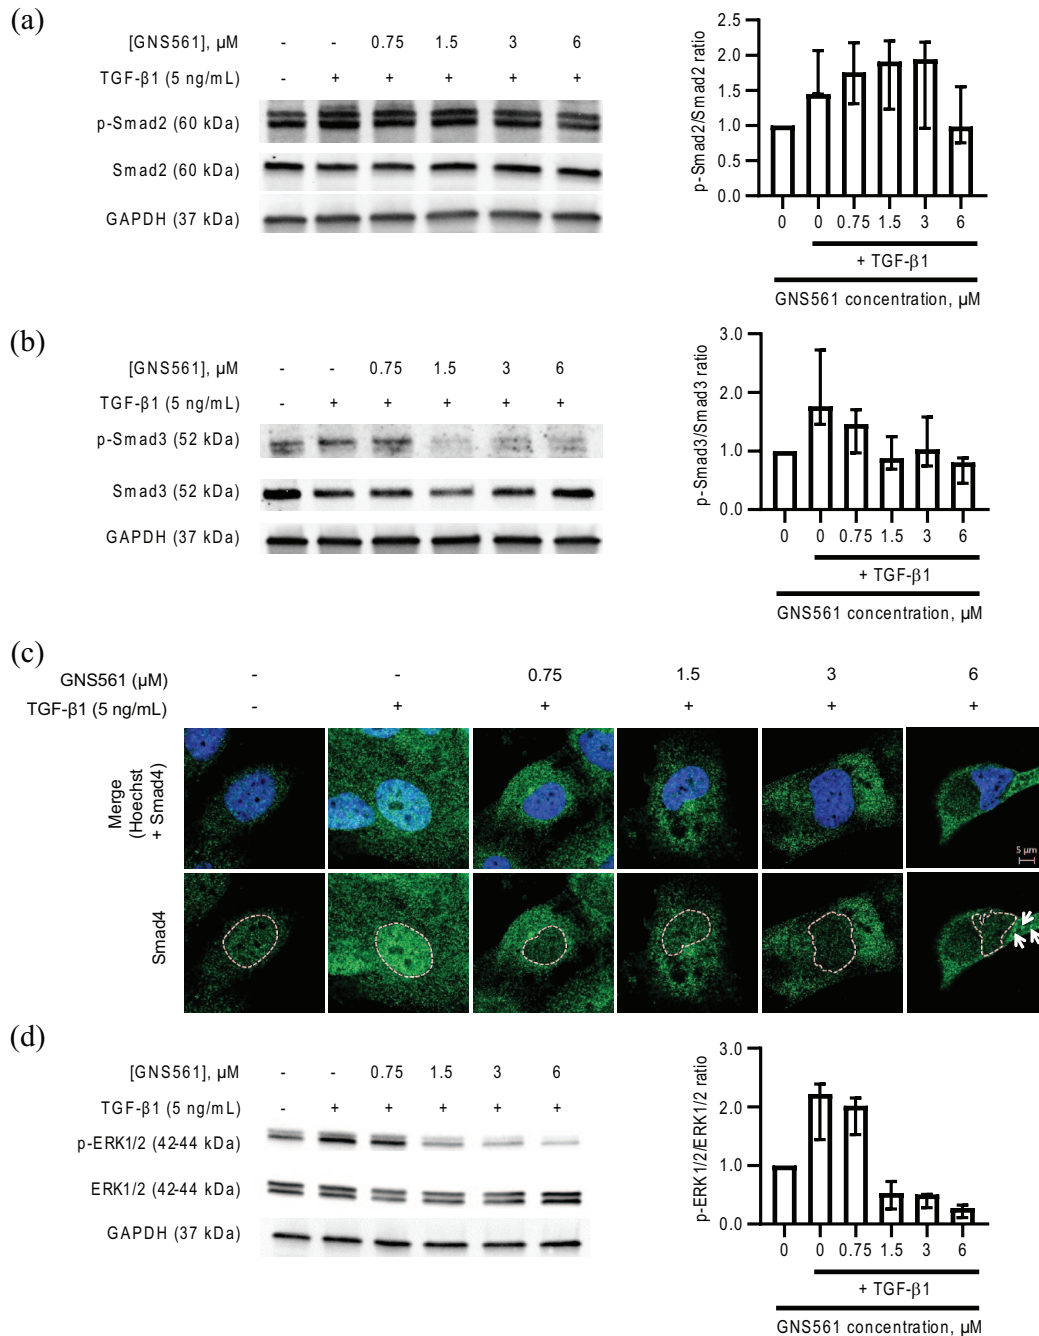 (a)
[GNS561], µM - - 0.75 1.5 3 6
TGF-β1 (5 ng/mL) - + + + + +
p-Smad2 (60 kDa)
Smad2 (60 kDa)
GAPDH (37 kDa)
p-Smad2/Smad2 ratio
2.5
2.0
1.5
1.0
0.5
0.0
0 0 0.75 1.5 3 6
+ TGF-β1
GNS561 concentration, µM
(b)
[GNS561], µM - - 0.75 1.5 3 6
TGF-β1 (5 ng/mL) - + + + + +
p-Smad3 (52 kDa)
Smad3 (52 kDa)
GAPDH (37 kDa)
p-Smad3/Smad3 ratio
3.0
2.0
1.0
0.0
0 0 0.75 1.5 3 6
+ TGF-β1
GNS561 concentration, µM
(c)
GNS561 (µM) - - 0.75 1.5 3 6
TGF-β1 (5 ng/mL) - + + + + +
Merge
(Hoechst
+ Smad4)
5 µm
Smad4
(d)
[GNS561], µM - - 0.75 1.5 3 6
TGF-β1 (5 ng/mL) - + + + + +
p-ERK1/2 (42-44 kDa)
ERK1/2 (42-44 kDa)
GAPDH (37 kDa)
p-ERK1/2/ERK1/2 ratio
3.0
2.0
1.0
0.0
0 0 0.75 1.5 3 6
+ TGF-β1
GNS561 concentration, µM